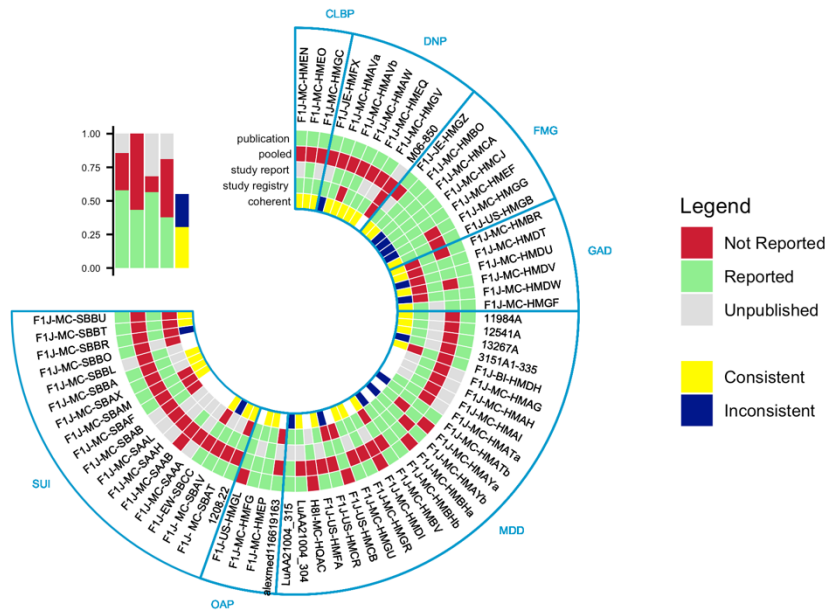 CLBP
DNP
FMG
GAD
MDD
OAP
SUI
F1J-MC-HMEN
F1J-MC-HMEO
F1J-MC-HMGC
F1J-JE-HMFX
F1J-MC-HMAVa
F1J-MC-HMAVb
F1J-MC-HMAW
F1J-MC-HMEQ
F1J-MC-HMGV
M06-850
F1J-JE-HMGZ
F1J-MC-HMBO
F1J-MC-HMCA
F1J-MC-HMCJ
F1J-MC-HMEF
F1J-MC-HMGG
F1J-US-HMGB
F1J-MC-HMBR
F1J-MC-HMDT
F1J-MC-HMDU
F1J-MC-HMDV
F1J-MC-HMDW
F1J-MC-HMGF
11984A
12541A
13267A
3151A1-335
F1J-BI-HMDH
F1J-MC-HMAG
F1J-MC-HMAH
F1J-MC-HMAI
F1J-MC-HMATa
F1J-MC-HMATb
F1J-MC-HMAYa
F1J-MC-HMAYb
F1J-MC-HMBHa
F1J-MC-HMBHb
F1J-MC-HMBV
F1J-MC-HMDI
F1J-MC-HMGR
F1J-MC-HMGU
F1J-US-HMCB
F1J-US-HMCR
F1J-US-HMFA
H8I-MC-HQAC
LuAA21004_304
LuAA21004_315
alexmed116619163
F1J-MC-HMEP
F1J-MC-HMFG
F1J-US-HMGL
1208.22
F1J- MC-SBAT
F1J-MC-SBAV
F1J-EW-SBCC
F1J-MC-SAAA
F1J-MC-SAAB
F1J-MC-SAAH
F1J-MC-SAAL
F1J-MC-SBAB
F1J-MC-SBAF
F1J-MC-SBAM
F1J-MC-SBAX
F1J-MC-SBBA
F1J-MC-SBBL
F1J-MC-SBBO
F1J-MC-SBBR
F1J-MC-SBBT
F1J-MC-SBBU
publication
pooled
study report
study registry
coherent
1.00
0.75
0.50
0.25
0.00
Legend
Not Reported
Reported
Unpublished
Consistent
Inconsistent